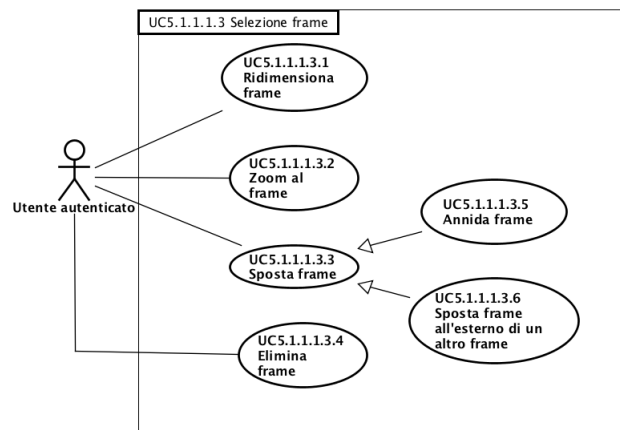 UC5.1.1.1.3 Selezione frame
UC5.1.1.1.3.1
Ridimensiona
frame
UC5.1.1.1.3.2
Zoom al
frame
Utente autenticato
UC5.1.1.1.3.5
Annida frame
UC5.1.1.1.3.3
Sposta frame
UC5.1.1.1.3.6
Sposta frame
all'esterno di un
altro frame
UC5.1.1.1.3.4
Elimina
frame